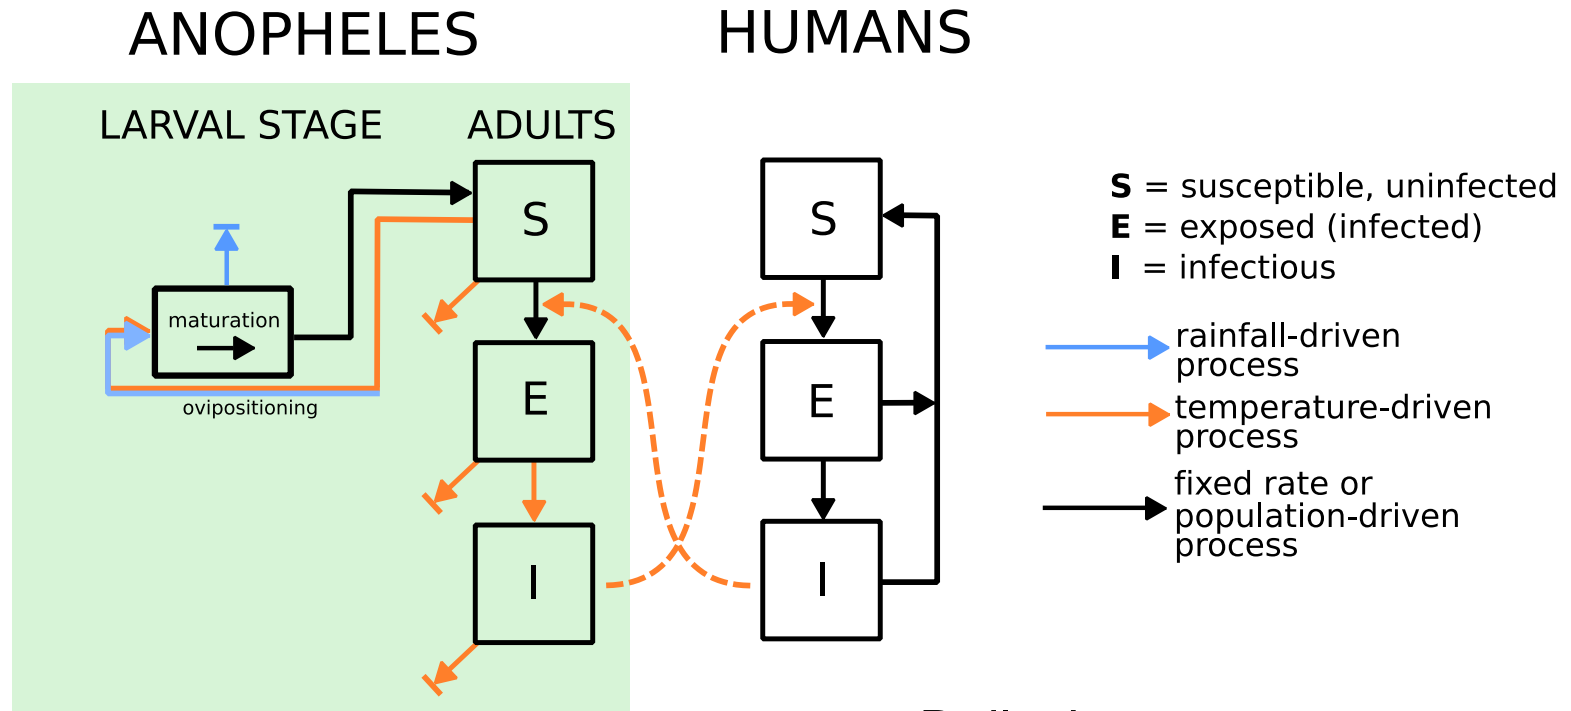 ANOPHELES
HUMANS
LARVAL STAGE
ADULTS
S
E
I
maturation
ovipositioning
S
E
I
S = susceptible, uninfected
E = exposed (infected)
I = infectious
rainfall-driven
process
temperature-driven
process
fixed rate or
population-driven
process